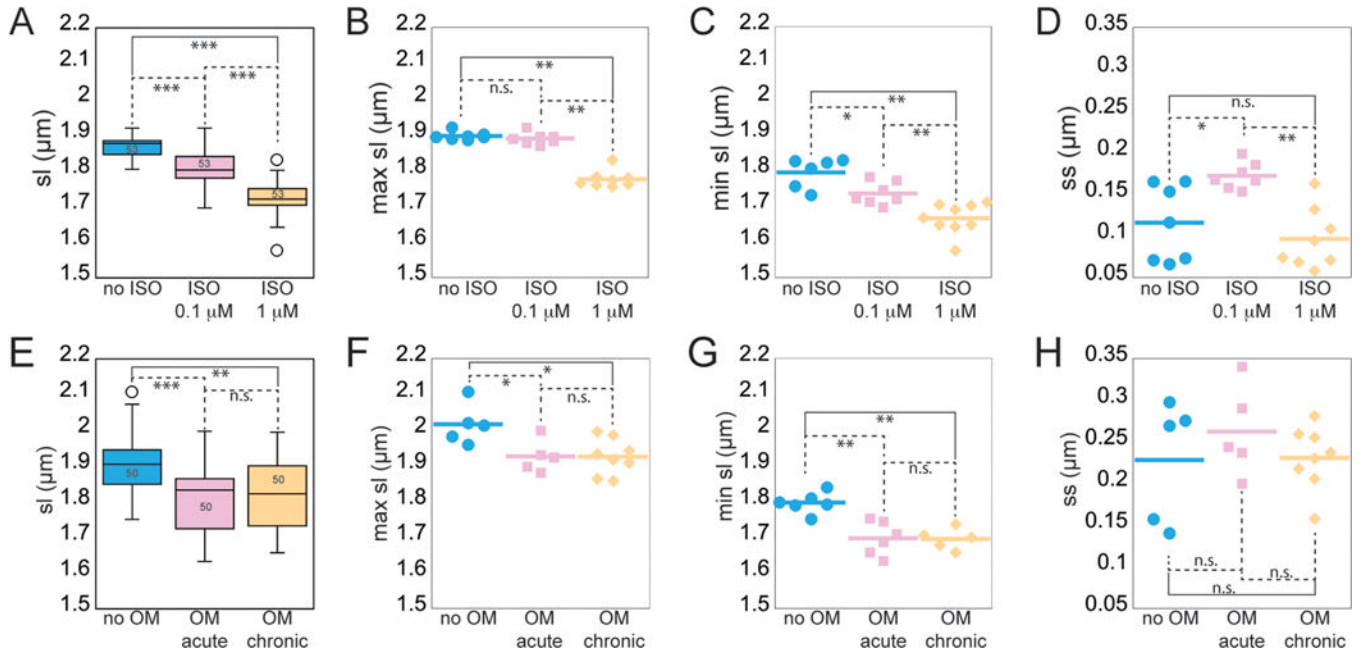 A
2.2
2.1
2
1.9
1.8
1.7
1.6
1.5
sl (µm)
***
***
***
53
53
53
no ISO
ISO
0.1 µM
ISO
1 µM
B
2.2
2.1
2
1.9
1.8
1.7
1.6
1.5
max sl (µm)
**
n.s.
**
no ISO
ISO
0.1 µM
ISO
1 µM
C
2.2
2.1
2
1.9
1.8
1.7
1.6
1.5
min sl (µm)
**
*
**
no ISO
ISO
0.1 µM
ISO
1 µM
D
0.35
0.3
0.25
0.2
0.15
0.1
0.05
ss (µm)
n.s.
*
**
no ISO
ISO
0.1 µM
ISO
1 µM
E
2.2
2.1
2
1.9
1.8
1.7
1.6
1.5
sl (µm)
**
***
n.s.
50
50
50
no OM
OM
acute
OM
chronic
F
2.2
2.1
2
1.9
1.8
1.7
1.6
1.5
max sl (µm)
*
*
n.s.
no OM
OM
acute
OM
chronic
G
2.2
2.1
2
1.9
1.8
1.7
1.6
1.5
min sl (µm)
**
**
n.s.
no OM
OM
acute
OM
chronic
H
0.35
0.3
0.25
0.2
0.15
0.1
0.05
ss (µm)
n.s.
n.s.
n.s.
no OM
OM
acute
OM
chronic